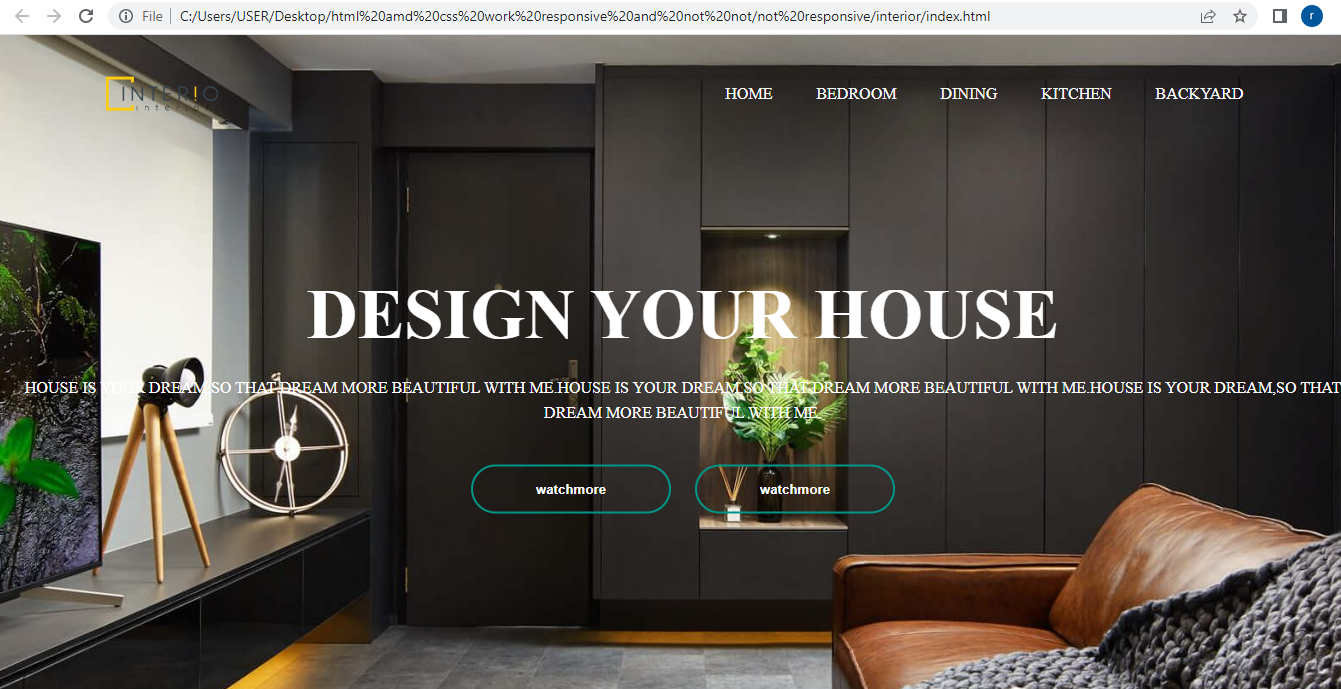 File | C:/Users/USER/Desktop/html%20amd%20css%20work%20responsive%20and%20not%20not/not%20responsive/interior/index.html
r
INTERIO
interior
HOME BEDROOM DINING KITCHEN BACKYARD
DESIGN YOUR HOUSE
HOUSE IS YOUR DREAM,SO THAT DREAM MORE BEAUTIFUL WITH ME.HOUSE IS YOUR DREAM,SO THAT DREAM MORE BEAUTIFUL WITH ME.HOUSE IS YOUR DREAM,SO THAT
DREAM MORE BEAUTIFUL WITH ME
watchmore watchmore